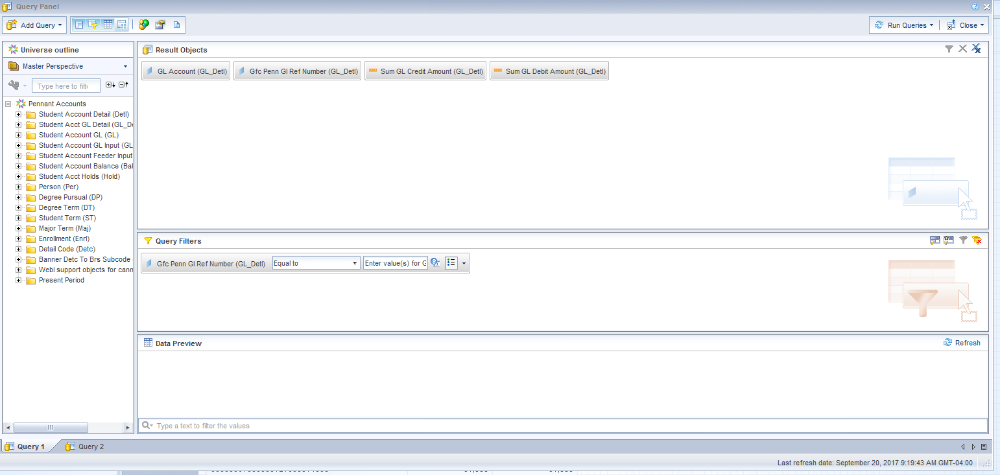 Query Panel
Add Query
Run Queries
Close
Universe outline
Master Perspective
Type here to filt
Pennant Accounts
Student Account Detail (Detl)
Student Acct GL Detail (GL_De
Student Account GL (GL)
Student Account GL Input (GL
Student Account Feeder Input
Student Account Balance (Bal
Student Acct Holds (Hold)
Person (Per)
Degree Pursual (DP)
Degree Term (DT)
Student Term (ST)
Major Term (Maj)
Enrollment (Enrl)
Detail Code (Detc)
Banner Detc To Brs Subcode
Webi support objects for cann
Present Period
Result Objects
GL Account (GL_Detl)
Gfc Penn Gl Ref Number (GL_Detl)
Sum GL Credit Amount (GL_Detl)
Sum GL Debit Amount (GL_Detl)
Query Filters
Gfc Penn Gl Ref Number (GL_Detl)
Equal to
Enter value(s) for G
Data Preview
Refresh
Type a text to filter the values
Query 1
Query 2
Last refresh date: September 20, 2017 9:19:43 AM GMT-04:00